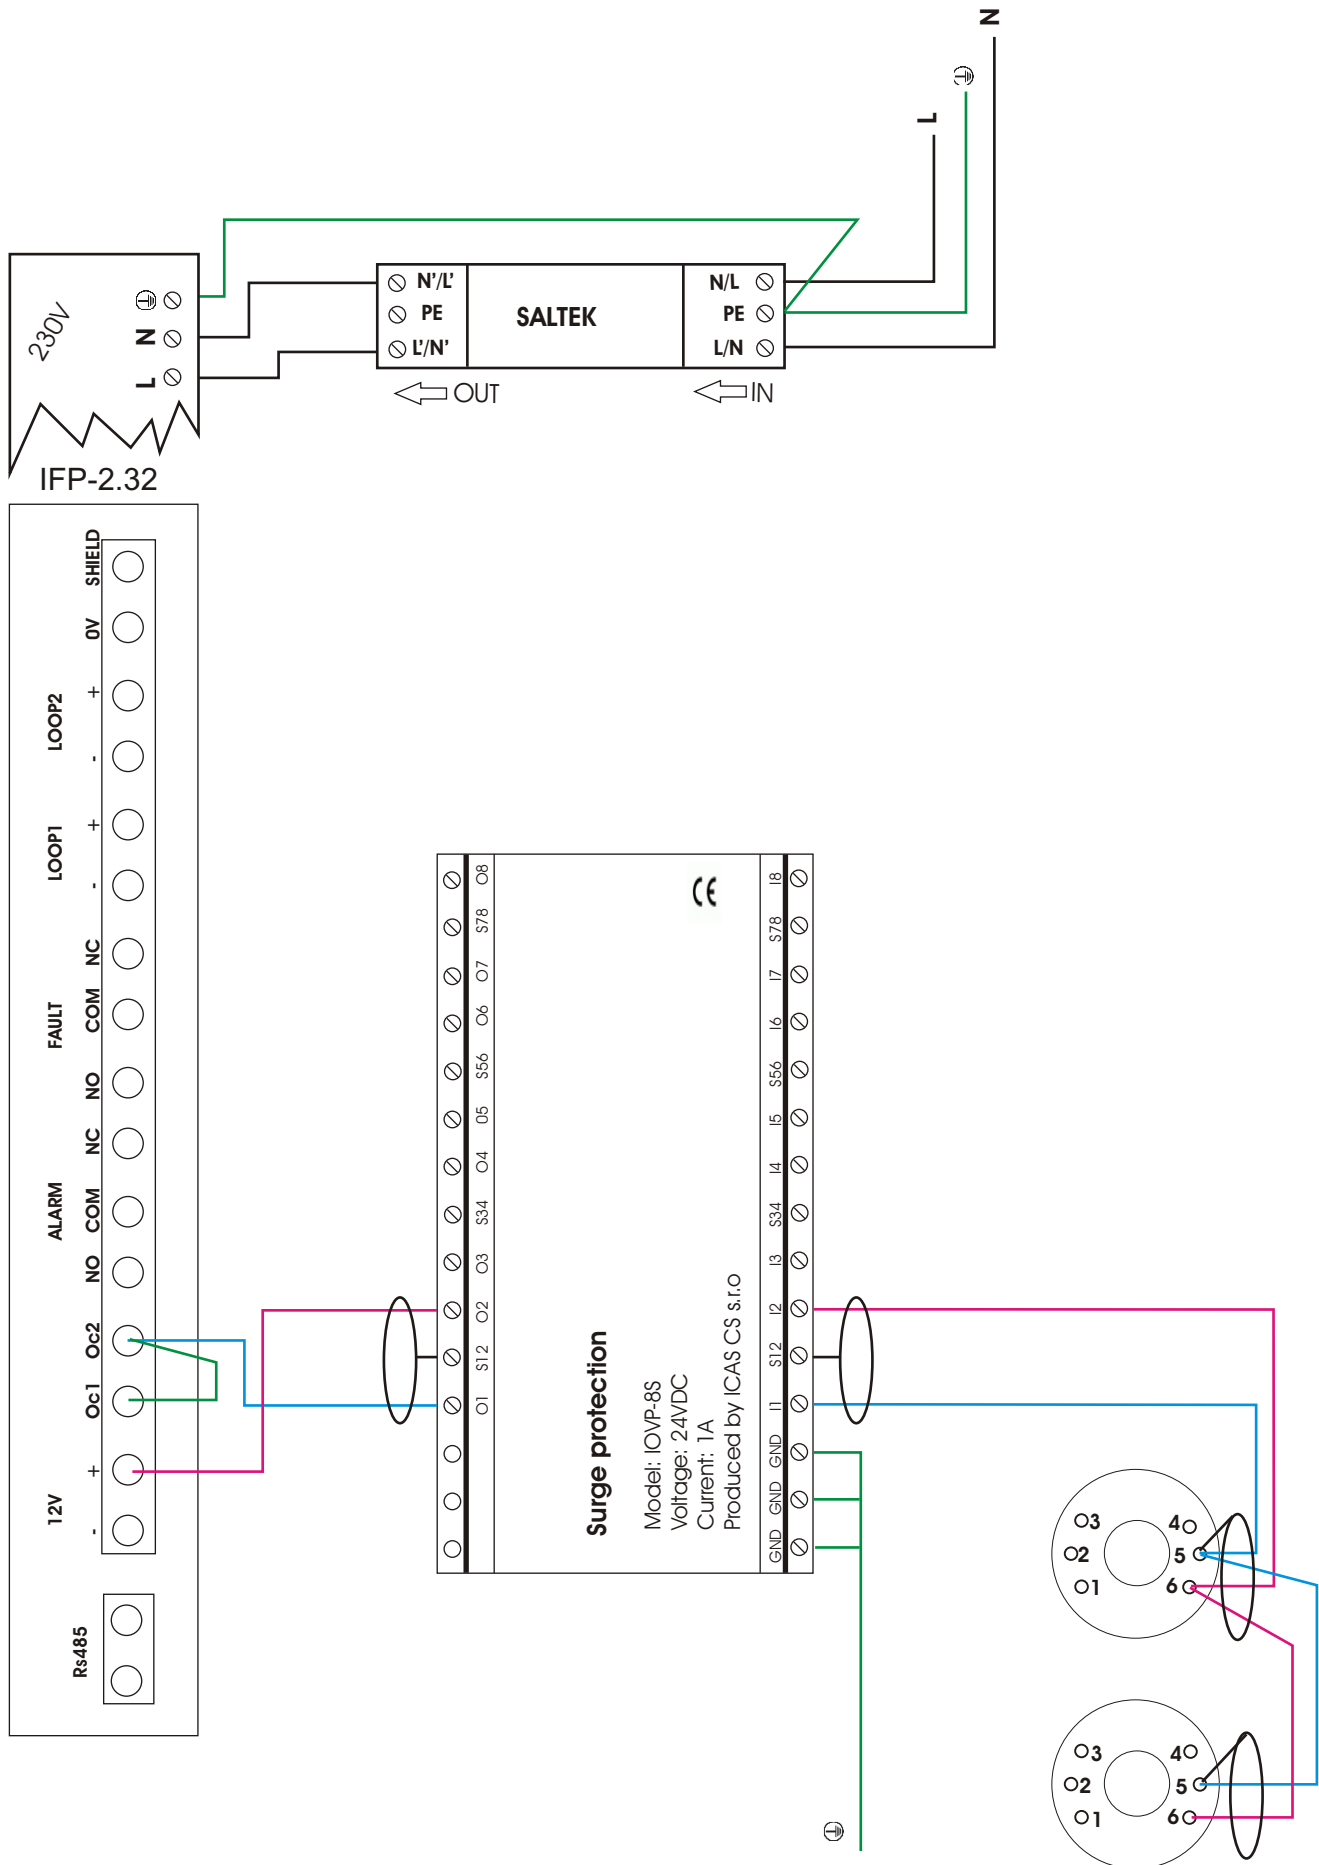 N
L
230V
N
L
N'/L'
PE
L'/N'
SALTEK
N/L
PE
L/N
OUT
IN
IFP-2.32
SHIELD
0V
+
LOOP2
-
+
LOOP1
-
NC
COM
FAULT
NO
NC
COM
ALARM
NO
Oc2
Oc1
+
12V
-
Rs485
O8
S78
O7
O6
S56
05
O4
S34
O3
O2
S12
O1
CE
Surge protection
Model: IOVP-8S
Voltage: 24VDC
Current: 1A
Produced by ICAS CS s.r.o
I8
S78
I7
I6
S56
I5
I4
S34
I3
I2
S12
I1
GND
GND
GND
3
4
2
5
1
6
3
4
2
5
1
6